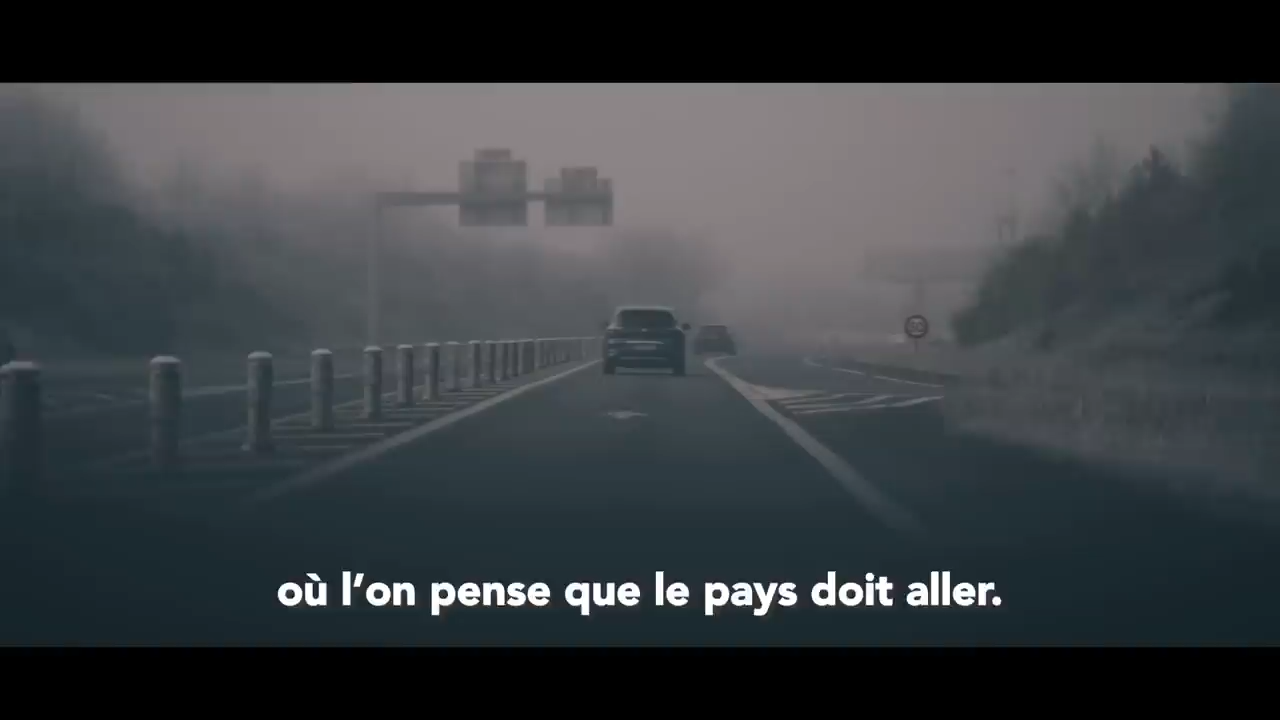 où l’on pense que le pays doit aller.